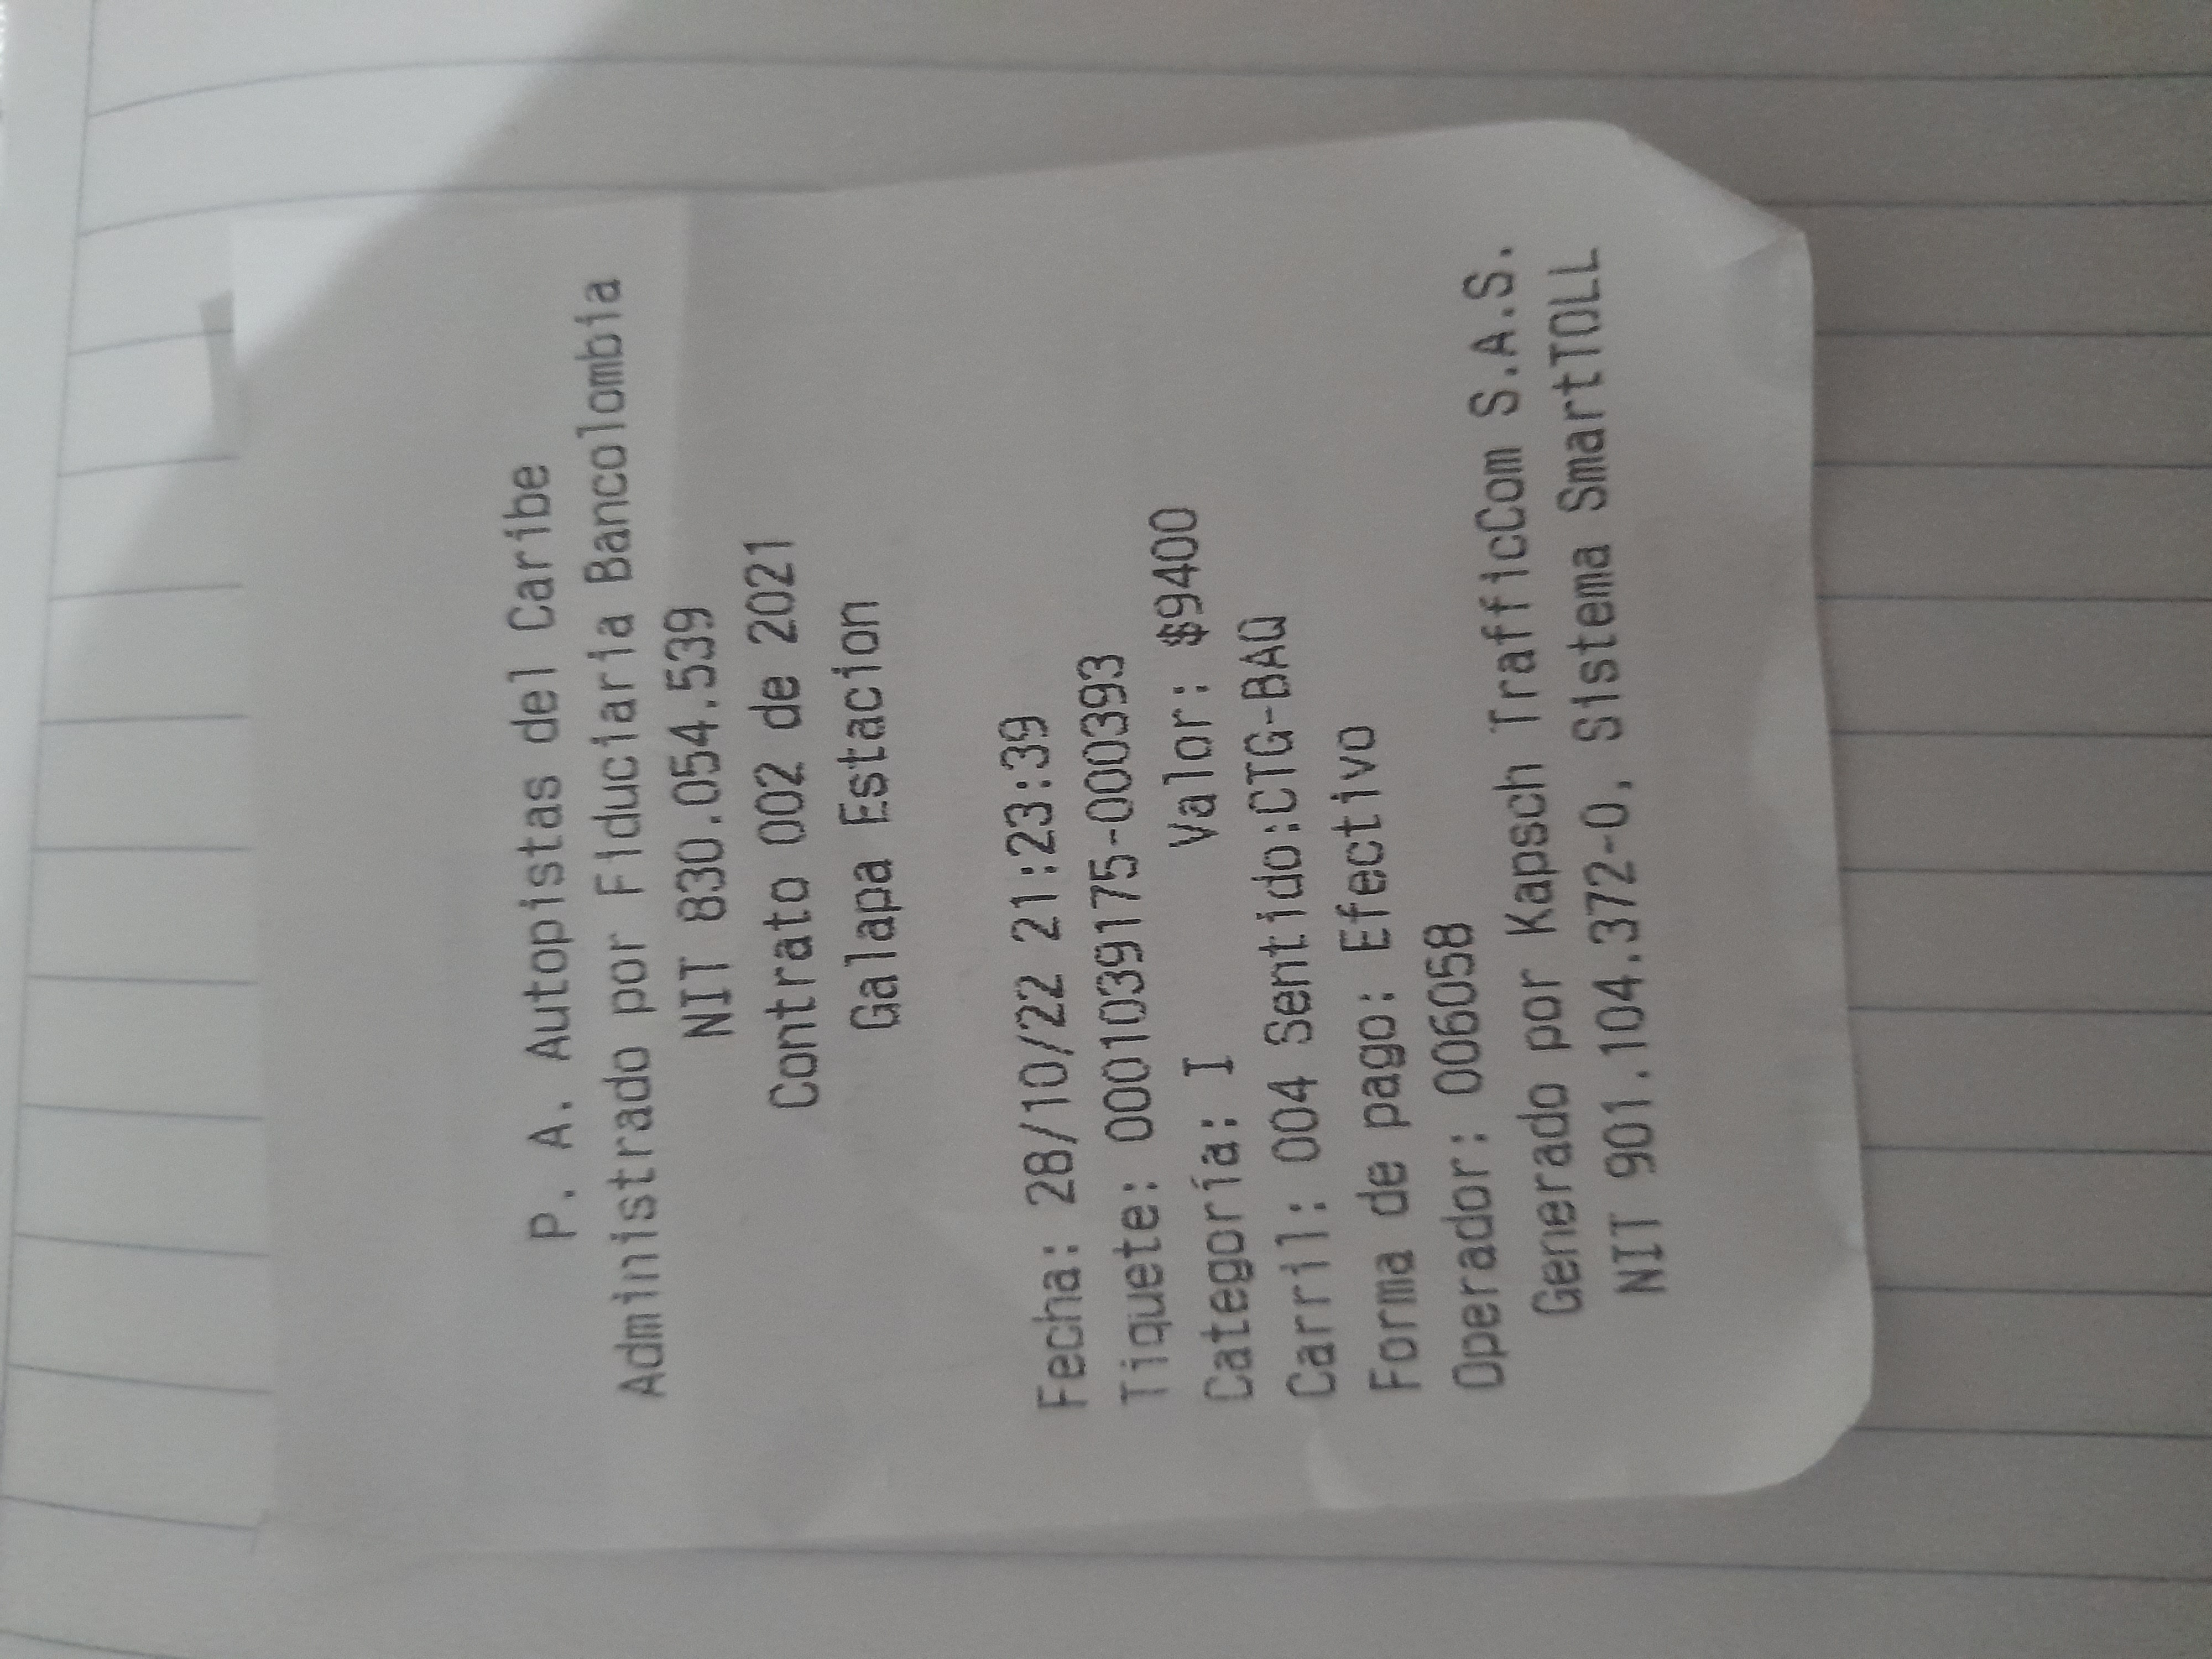 P. A. Autopistas del Caribe
Administrado por Fiduciaria Bancolombia
NIT 830.054.539
Contrato 002 de 2021
Galapa Estacion
Fecha: 28/10/22 21:23:39
Tiquete: 0001039175-000393
Categoría: I Valor: $9400
Carril: 004 Sentido:CTG-BAQ
Forma de pago: Efectivo
Operador: 006058
Generado por Kapsch TrafficCom S.A.S.
NIT 901.104.372-0, Sistema SmartTOLL